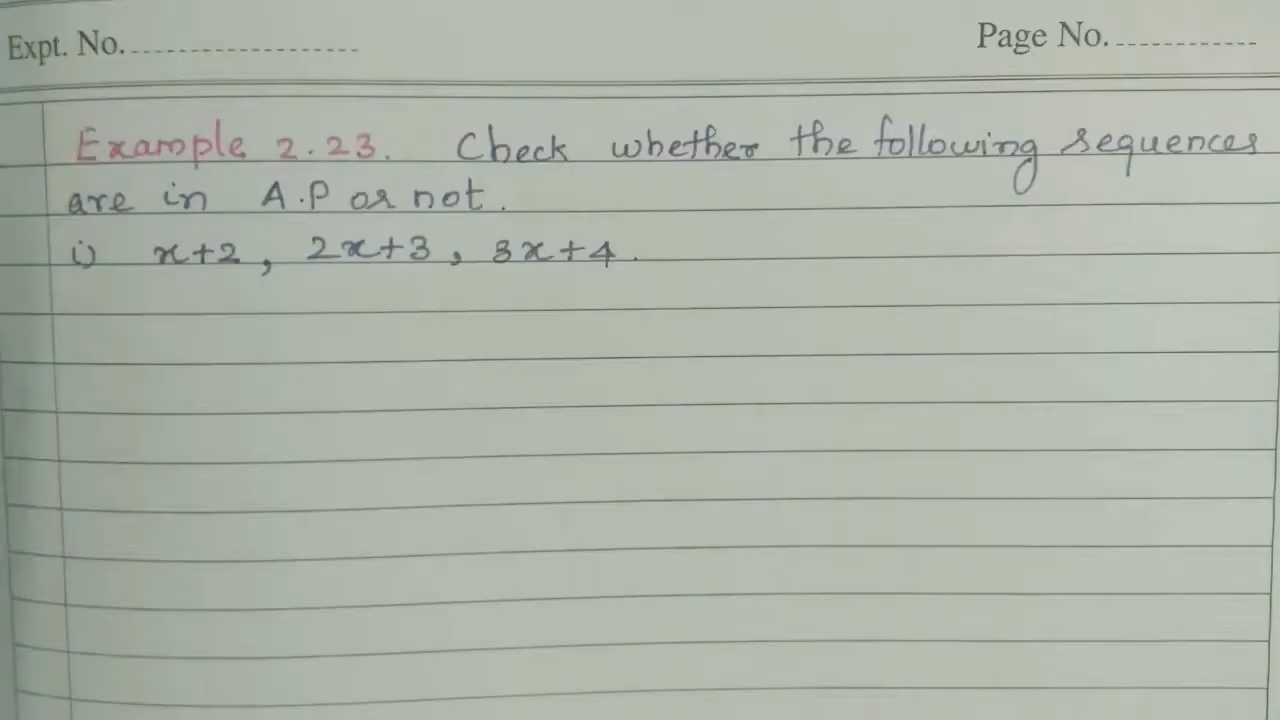 Expt. No. Page No.
Example 2.23. Check whether the following sequences
are in A.P or not.
i) x+2, 2x+3, 3x+4.